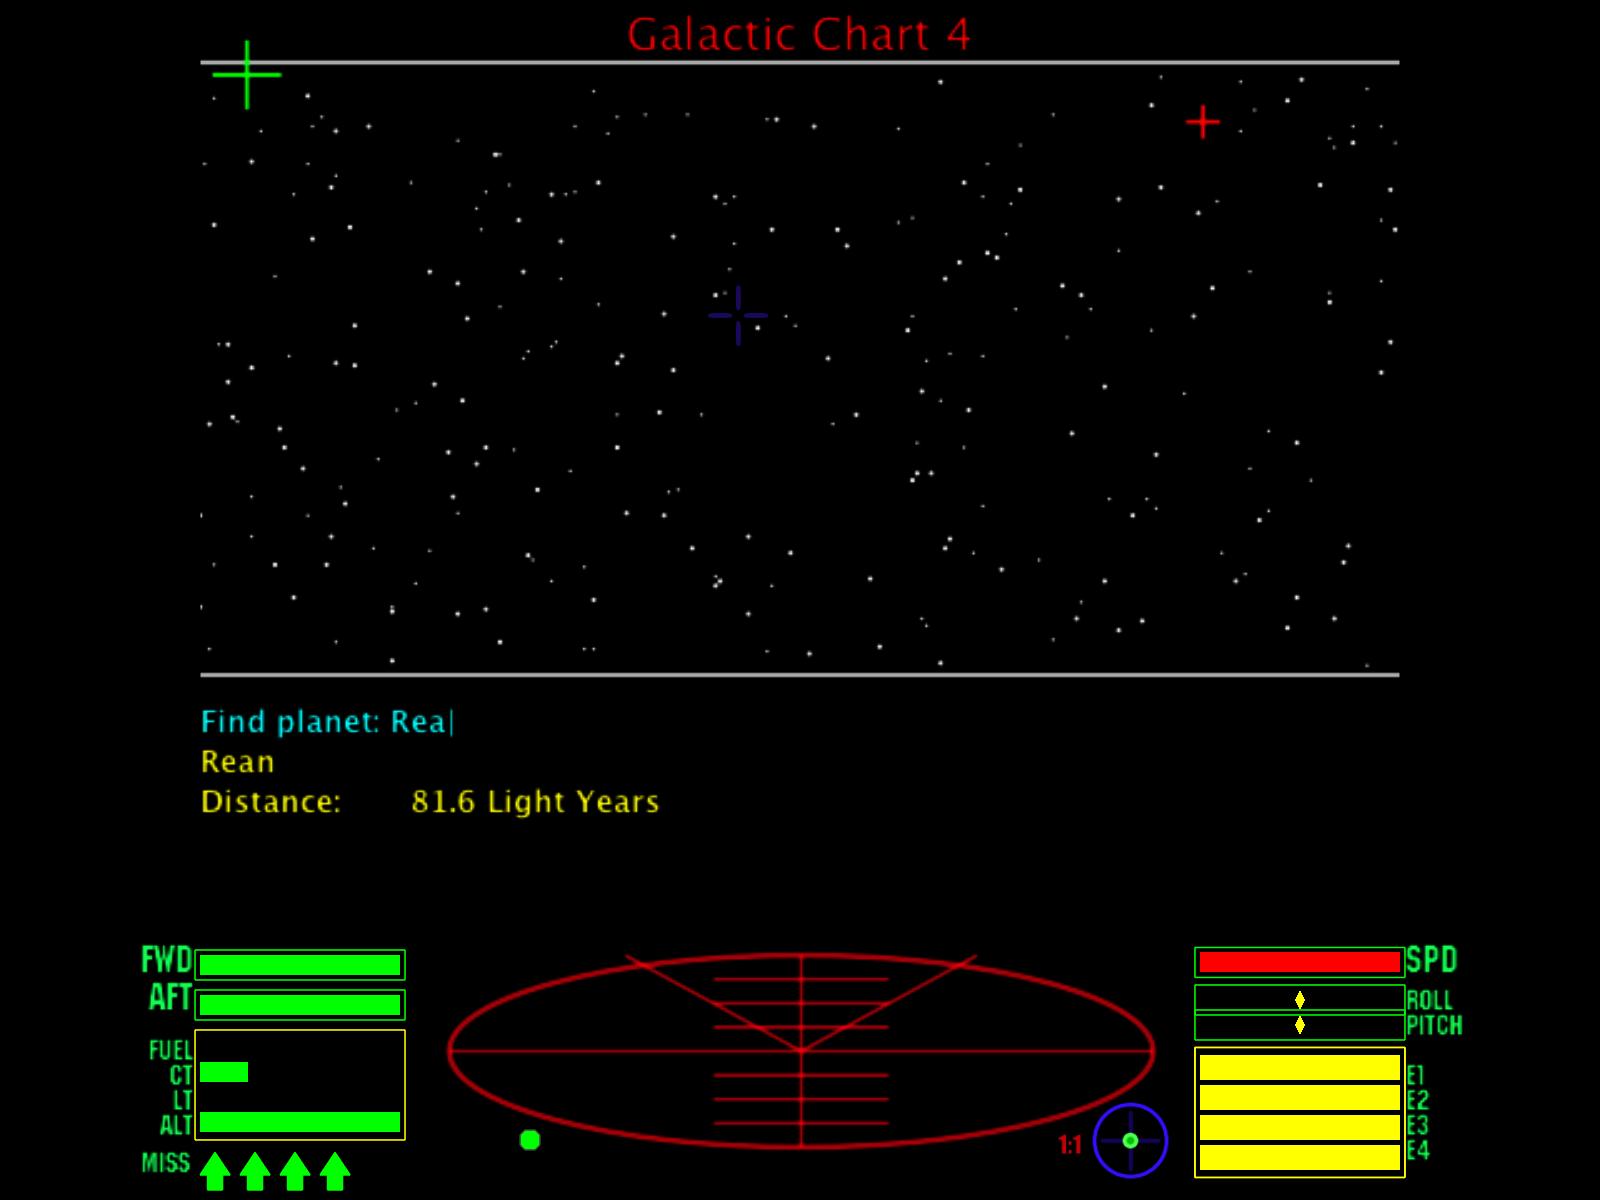 Galactic Chart 4
Find planet: Rea
Rean
Distance: 81.6 Light Years
FWD
AFT
FUEL
CT
LT
ALT
MISS
1:1
SPD
ROLL
PITCH
E1
E2
E3
E4